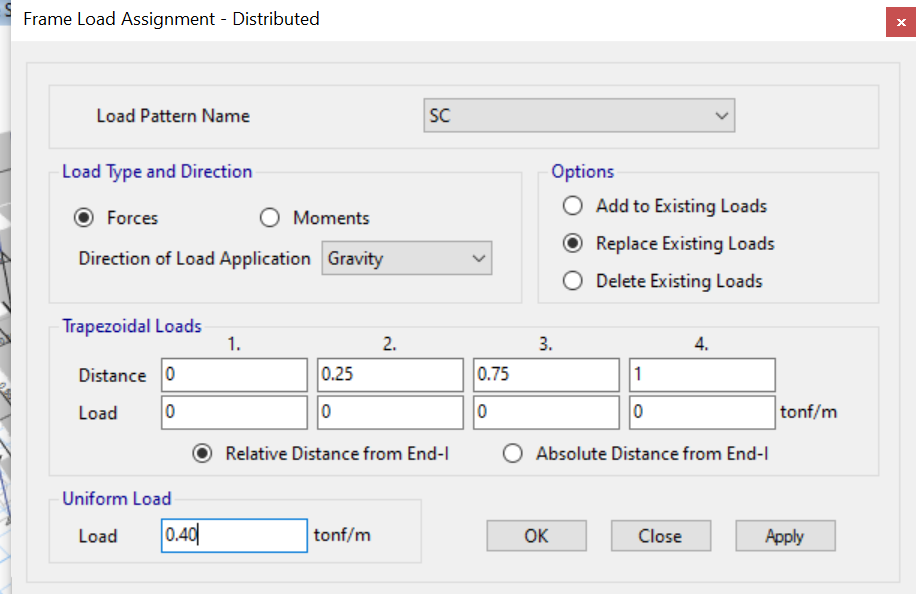 Frame Load Assignment - Distributed
Load Pattern Name SC
Load Type and Direction
Forces Moments
Direction of Load Application Gravity
Options
Add to Existing Loads
Replace Existing Loads
Delete Existing Loads
Trapezoidal Loads
1. 2. 3. 4.
Distance 0 0.25 0.75 1
Load 0 0 0 0 tonf/m
Relative Distance from End-I Absolute Distance from End-I
Uniform Load
Load 0.40 tonf/m
OK Close Apply